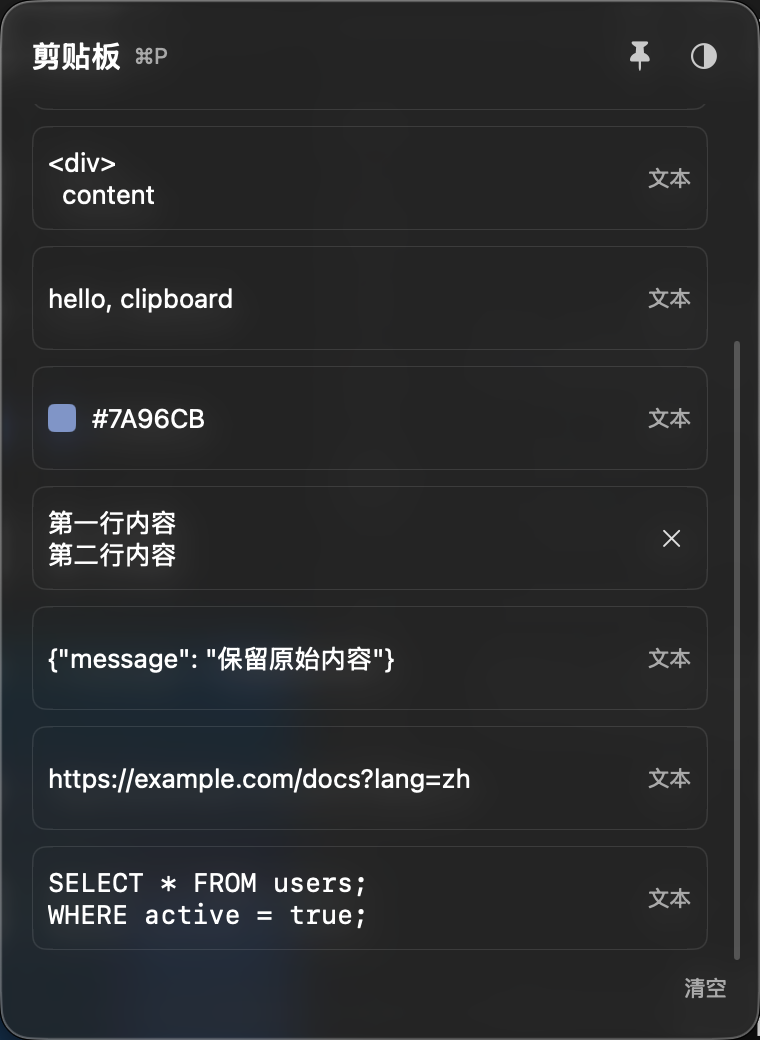 剪贴板 ⌘P
<div>
  content
文本
hello, clipboard
文本
#7A96CB
文本
第一行内容
第二行内容
{"message": "保留原始内容"}
文本
https://example.com/docs?lang=zh
文本
SELECT * FROM users;
WHERE active = true;
文本
清空